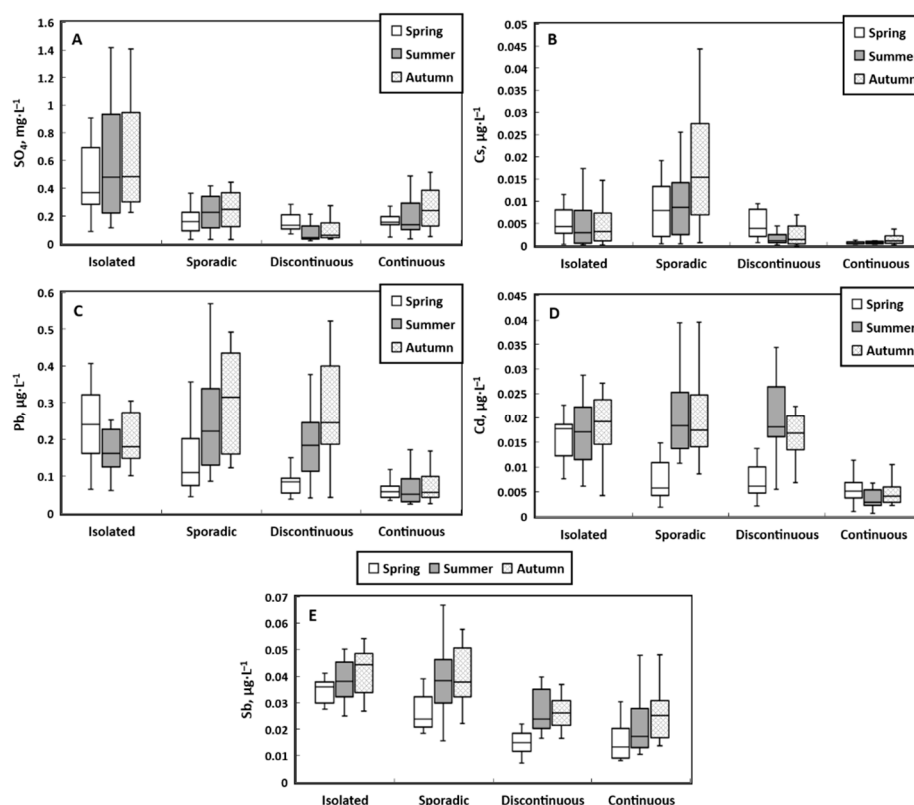 A
Spring
Summer
Autumn
SO₄, mg·L⁻¹
1.6
1.4
1.2
1
0.8
0.6
0.4
0.2
0
Isolated Sporadic Discontinuous Continuous
B
Spring
Summer
Autumn
Cs, µg·L⁻¹
0.05
0.045
0.04
0.035
0.03
0.025
0.02
0.015
0.01
0.005
0
Isolated Sporadic Discontinuous Continuous
C
Spring
Summer
Autumn
Pb, µg·L⁻¹
0.6
0.5
0.4
0.3
0.2
0.1
0
Isolated Sporadic Discontinuous Continuous
D
Spring
Summer
Autumn
Cd, µg·L⁻¹
0.045
0.04
0.035
0.03
0.025
0.02
0.015
0.01
0.005
0
Isolated Sporadic Discontinuous Continuous
Spring Summer Autumn
E
Sb, µg·L⁻¹
0.07
0.06
0.05
0.04
0.03
0.02
0.01
0
Isolated Sporadic Discontinuous Continuous